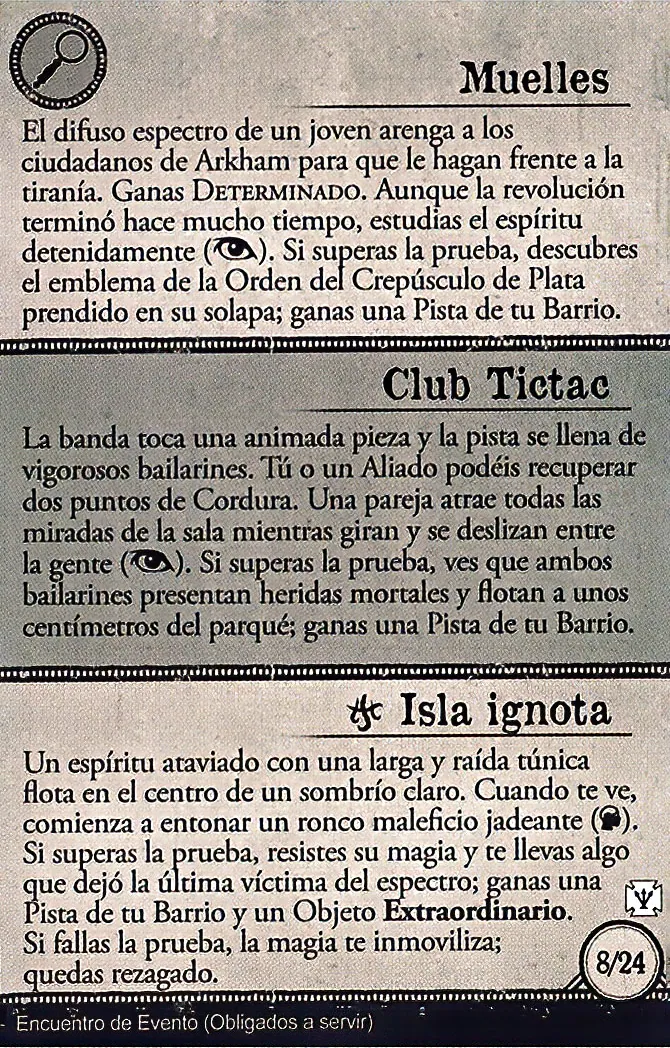 Muelles
El difuso espectro de un joven arenga a los
ciudadanos de Arkham para que le hagan frente a la
tiranía. Ganas DETERMINADO. Aunque la revolución
terminó hace mucho tiempo, estudias el espíritu
detenidamente (). Si superas la prueba, descubres
el emblema de la Orden del Crepúsculo de Plata
prendido en su solapa; ganas una Pista de tu Barrio.
Club Tictac
La banda toca una animada pieza y la pista se llena de
vigorosos bailarines. Tú o un Aliado podéis recuperar
dos puntos de Cordura. Una pareja atrae todas las
miradas de la sala mientras giran y se deslizan entre
la gente (). Si superas la prueba, ves que ambos
bailarines presentan heridas mortales y flotan a unos
centímetros del parqué; ganas una Pista de tu Barrio.
Isla ignota
Un espíritu ataviado con una larga y raída túnica
flota en el centro de un sombrío claro. Cuando te ve,
comienza a entonar un ronco maleficio jadeante ().
Si superas la prueba, resistes su magia y te llevas algo
que dejó la última víctima del espectro; ganas una
Pista de tu Barrio y un Objeto Extraordinario.
Si fallas la prueba, la magia te inmoviliza;
quedas rezagado.
8/24
- Encuentro de Evento (Obligados a servir)